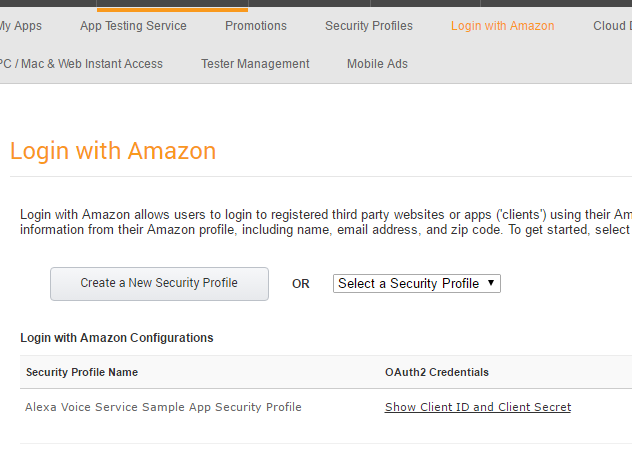 My Apps App Testing Service Promotions Security Profiles Login with Amazon Cloud
PC / Mac & Web Instant Access Tester Management Mobile Ads
Login with Amazon
Login with Amazon allows users to login to registered third party websites or apps ('clients') using their
information from their Amazon profile, including name, email address, and zip code. To get started, select
Create a New Security Profile OR Select a Security Profile
Login with Amazon Configurations
Security Profile Name OAuth2 Credentials
Alexa Voice Service Sample App Security Profile Show Client ID and Client Secret